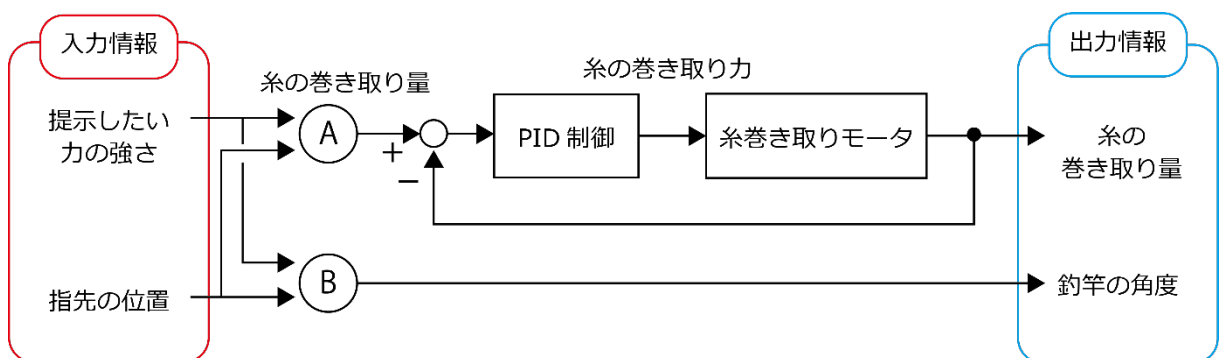 入力情報
出力情報
糸の巻き取り量
糸の巻き取り力
提示したい
力の強さ
A
+
−
PID 制御
糸巻き取りモータ
糸の
巻き取り量
指先の位置
B
釣竿の角度